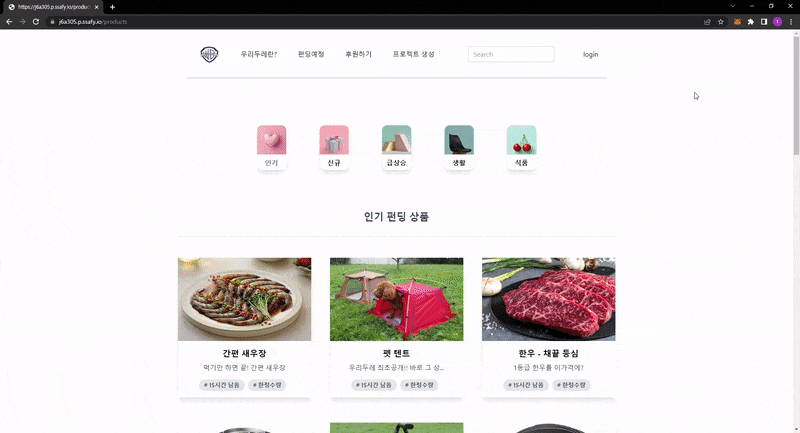 https://j6a305.p.ssafy.io/product
j6a305.p.ssafy.io/products
우리두레란? 펀딩예정 후원하기 프로젝트 생성 Search login
인기 신규 급상승 생활 식품
인기 펀딩 상품
간편 새우장 펫 텐트 한우 - 채끝 등심
먹기만 하면 끝! 간편 새우장 우리두레 최초공개!! 바로 그 상... 1등급 한우를 이가격에?
# 15시간 남음 # 한정수량 # 15시간 남음 # 한정수량 # 15시간 남음 # 한정수량